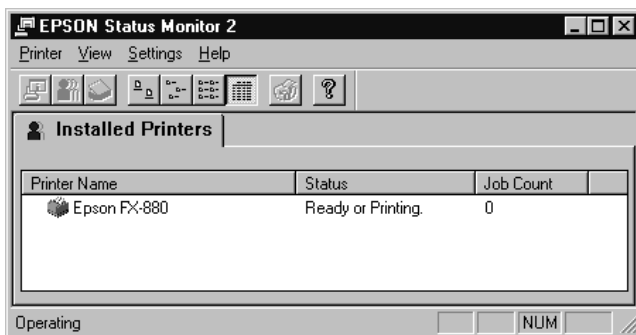 EPSON Status Monitor 2
Printer View Settings Help
Installed Printers
Printer Name Status Job Count
Epson FX-880 Ready or Printing. 0
Operating NUM